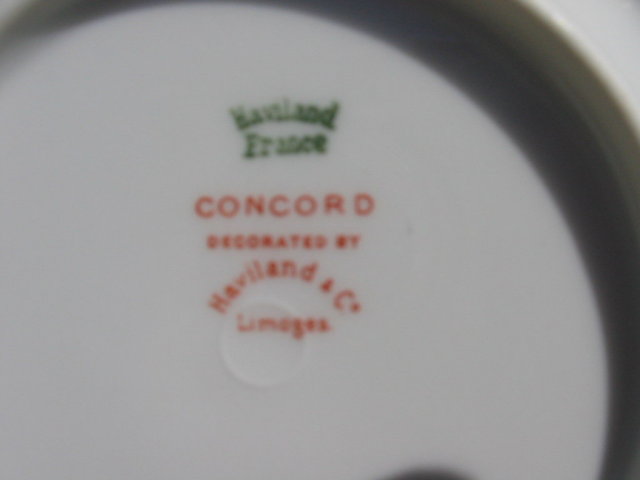 Haviland
France
CONCORD
DECORATED BY
Haviland & Co
Limoges